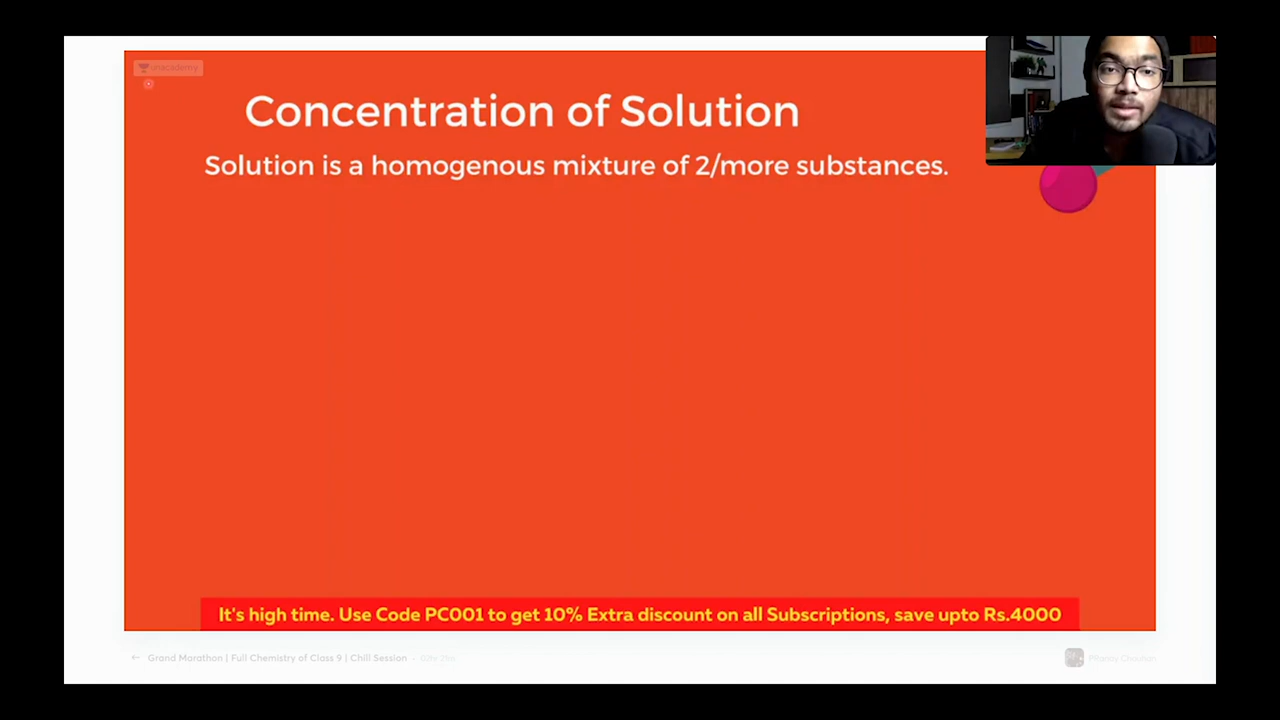 unacademy
Concentration of Solution
Solution is a homogenous mixture of 2/more substances.
It's high time. Use Code PC001 to get 10% Extra discount on all Subscriptions, save upto Rs.4000
Grand Marathon | Full Chemistry of Class 9 | Chill Session